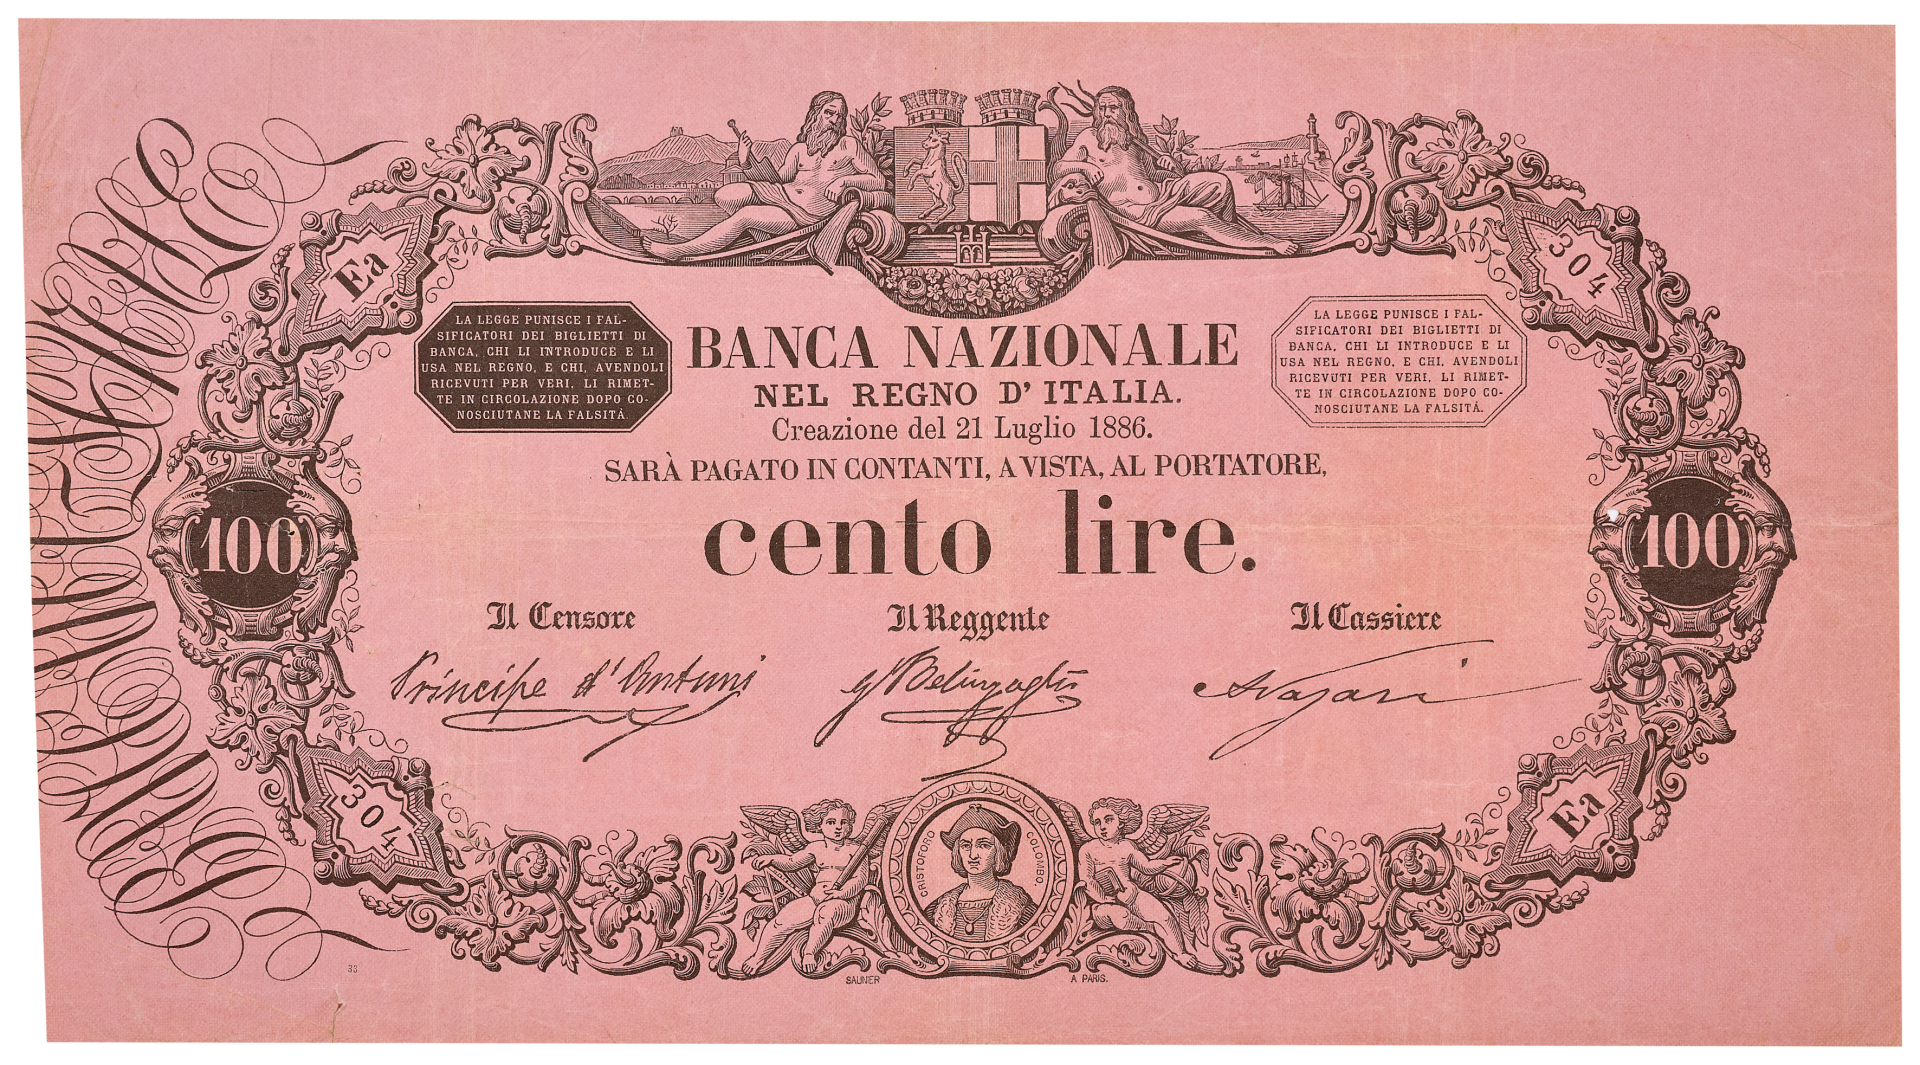 Ea
304
LA LEGGE PUNISCE I FAL-
SIFICATORI DEI BIGLIETTI DI
BANCA, CHI LI INTRODUCE E LI
USA NEL REGNO, E CHI, AVENDOLI
RICEVUTI PER VERI, LI RIMET-
TE IN CIRCOLAZIONE DOPO CO-
NOSCIUTANE LA FALSITÀ.
BANCA NAZIONALE
NEL REGNO D'ITALIA.
Creazione del 21 Luglio 1886.
LA LEGGE PUNISCE I FAL-
SIFICATORI DEI BIGLIETTI DI
BANCA, CHI LI INTRODUCE E LI
USA NEL REGNO, E CHI, AVENDOLI
RICEVUTI PER VERI, LI RIMET-
TE IN CIRCOLAZIONE DOPO CO-
NOSCIUTANE LA FALSITÀ.
SARÀ PAGATO IN CONTANTI, A VISTA, AL PORTATORE,
100
cento lire.
100
Il Censore
Il Reggente
Il Cassiere
Principe d'
304
Ea
CRISTOFORO COLOMBO
33
SAUNIER
A PARIS.